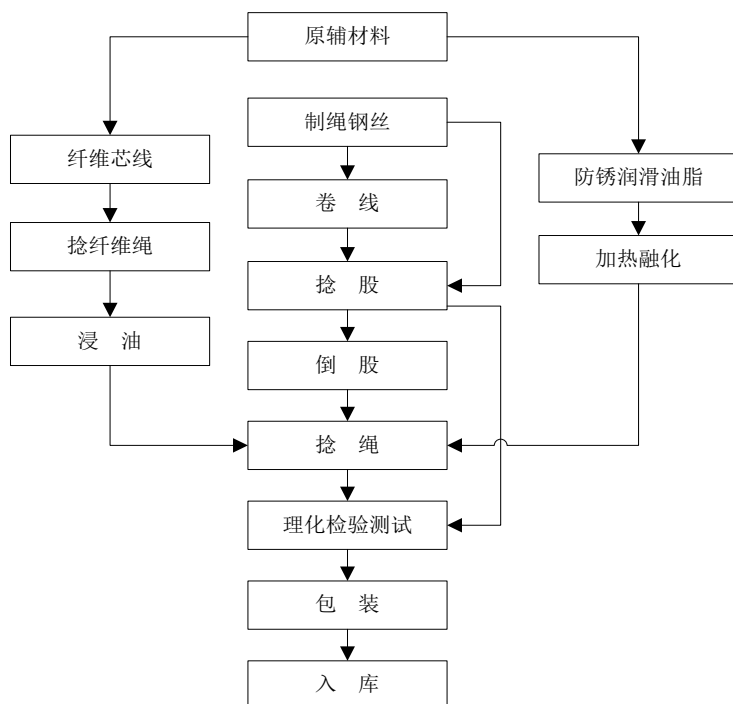 原辅材料
制绳钢丝
纤维芯线
防锈润滑油脂
卷 线
捻纤维绳
加热融化
捻 股
浸 油
倒 股
捻 绳
理化检验测试
包 装
入 库